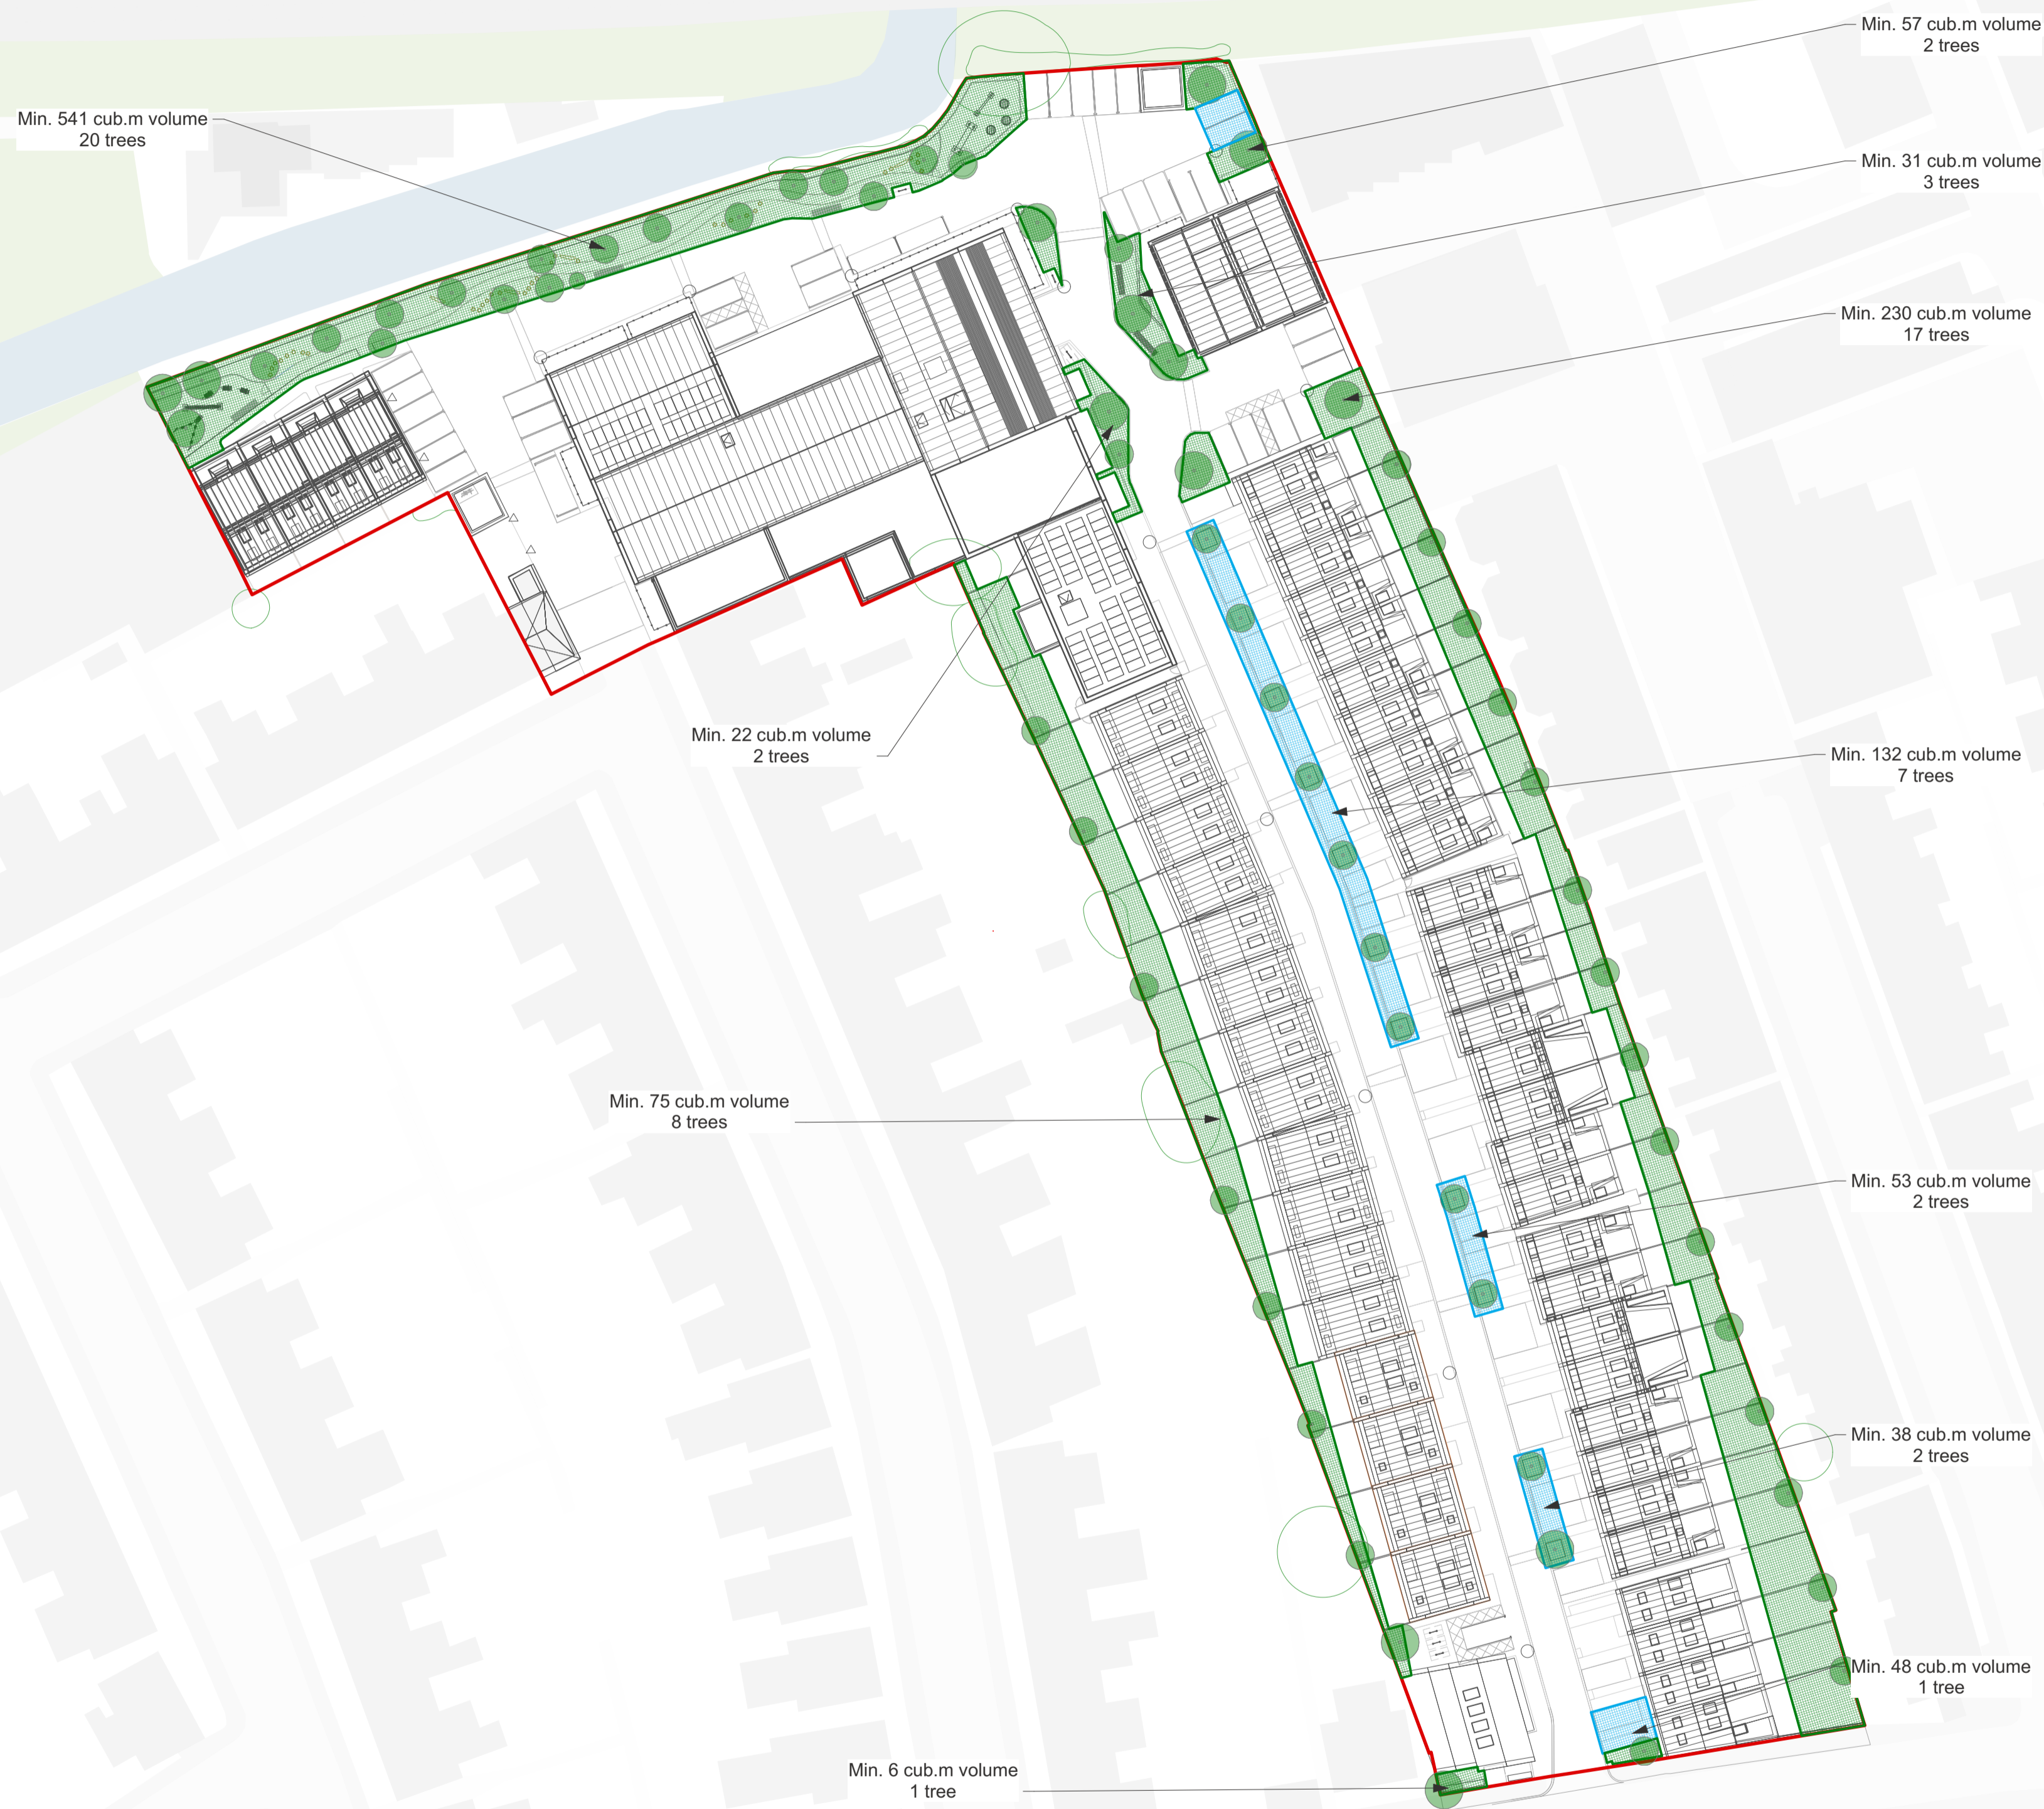 Min. 57 cub.m volume
2 trees
Min. 541 cub.m volume
20 trees
Min. 31 cub.m volume
3 trees
Min. 230 cub.m volume
17 trees
Min. 22 cub.m volume
2 trees
Min. 132 cub.m volume
7 trees
Min. 75 cub.m volume
8 trees
Min. 53 cub.m volume
2 trees
Min. 38 cub.m volume
2 trees
Min. 48 cub.m volume
1 tree
Min. 6 cub.m volume
1 tree